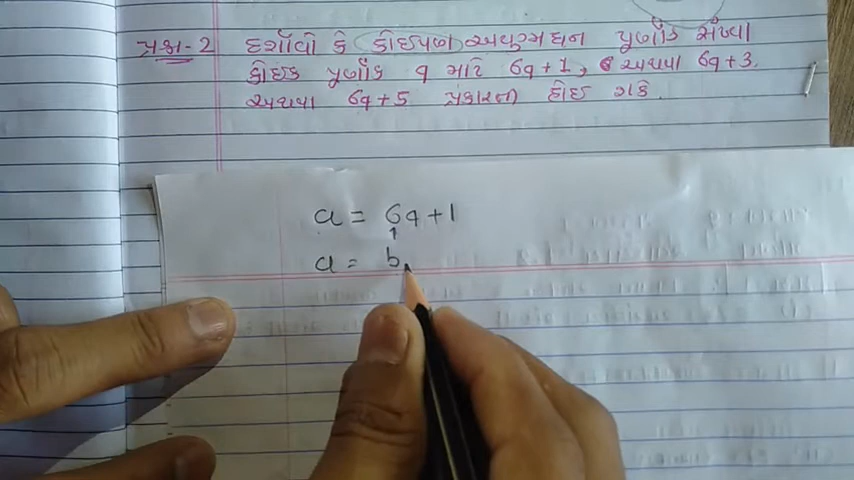 પ્રશ્ન-2 દર્શાવો કે કોઈપણ અયુગ્મ ધન પૂર્ણાંક સંખ્યા
કોઈક પૂર્ણાંક q માટે 6q+1, અથવા 6q+3
અથવા 6q+5 પ્રકારની હોઈ શકે.
a = 6q+1
a = b